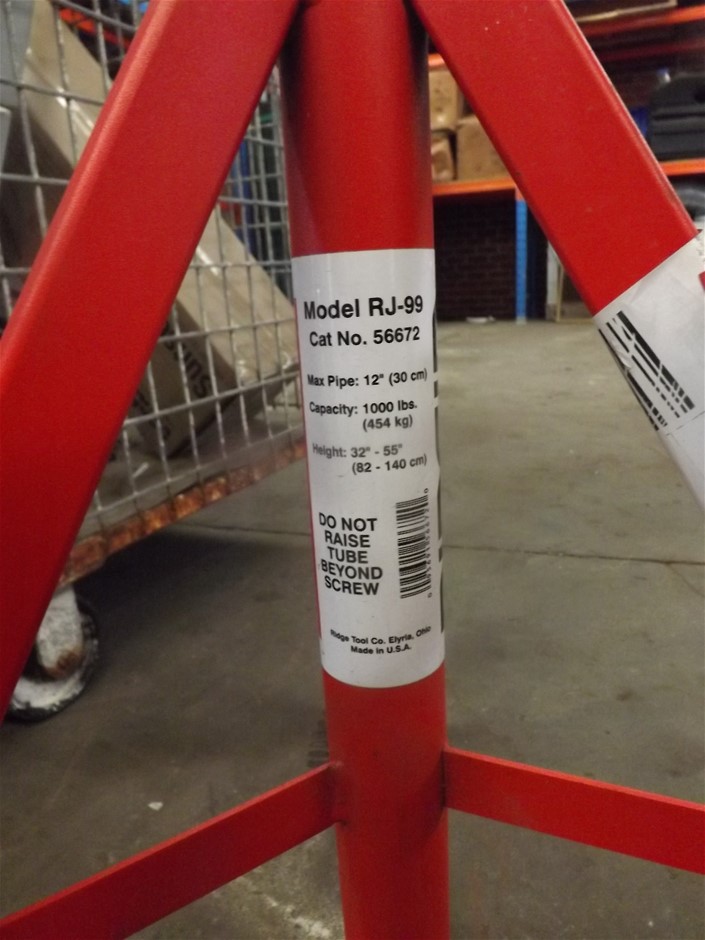 Model RJ-99
Cat No. 56672
Max Pipe: 12" (30 cm)
Capacity: 1000 lbs.
(454 kg)
Height: 32" - 55"
(82 - 140 cm)
DO NOT
RAISE
TUBE
BEYOND
SCREW
Ridge Tool Co. Elyria, Ohio
Made in U.S.A.